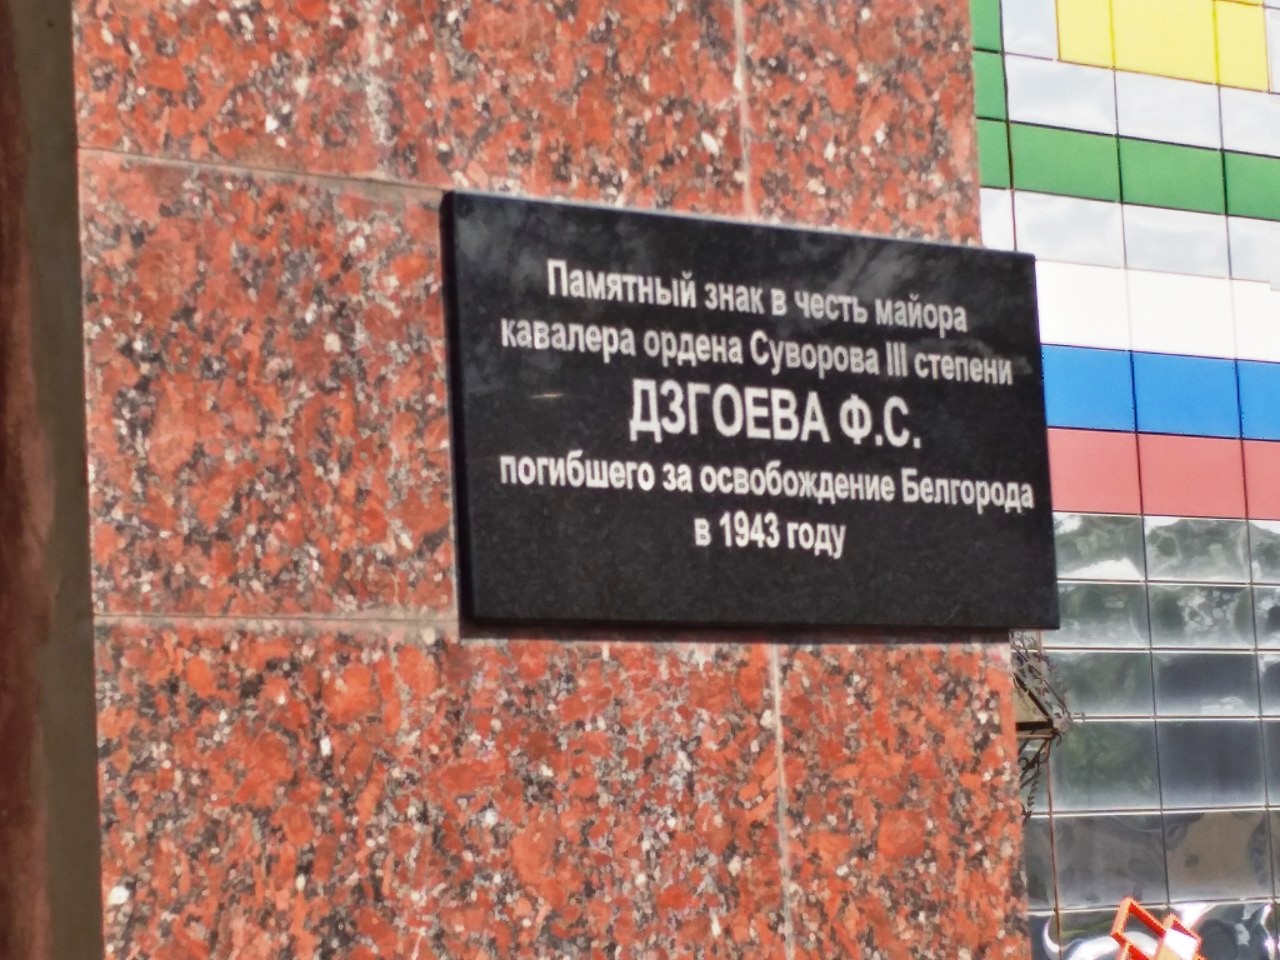 Памятный знак в честь майора
кавалера ордена Суворова III степени
ДЗГОЕВА Ф.С.
погибшего за освобождение Белгорода
в 1943 году